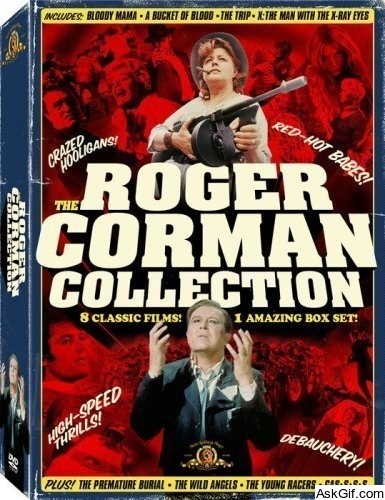 INCLUDES: BLOODY MAMA • A BUCKET OF BLOOD • THE TRIP • X: THE MAN WITH THE X-RAY EYES
CRAZED HOOLIGANS!
RED-HOT BABES!
THE ROGER CORMAN COLLECTION
8 CLASSIC FILMS! 1 AMAZING BOX SET!
HIGH-SPEED THRILLS!
DEBAUCHERY!
PLUS! THE PREMATURE BURIAL • THE WILD ANGELS • THE YOUNG RACERS • GAS-S-S-S
ROGER CORMAN COLLECTION
DVD
AskGif.com